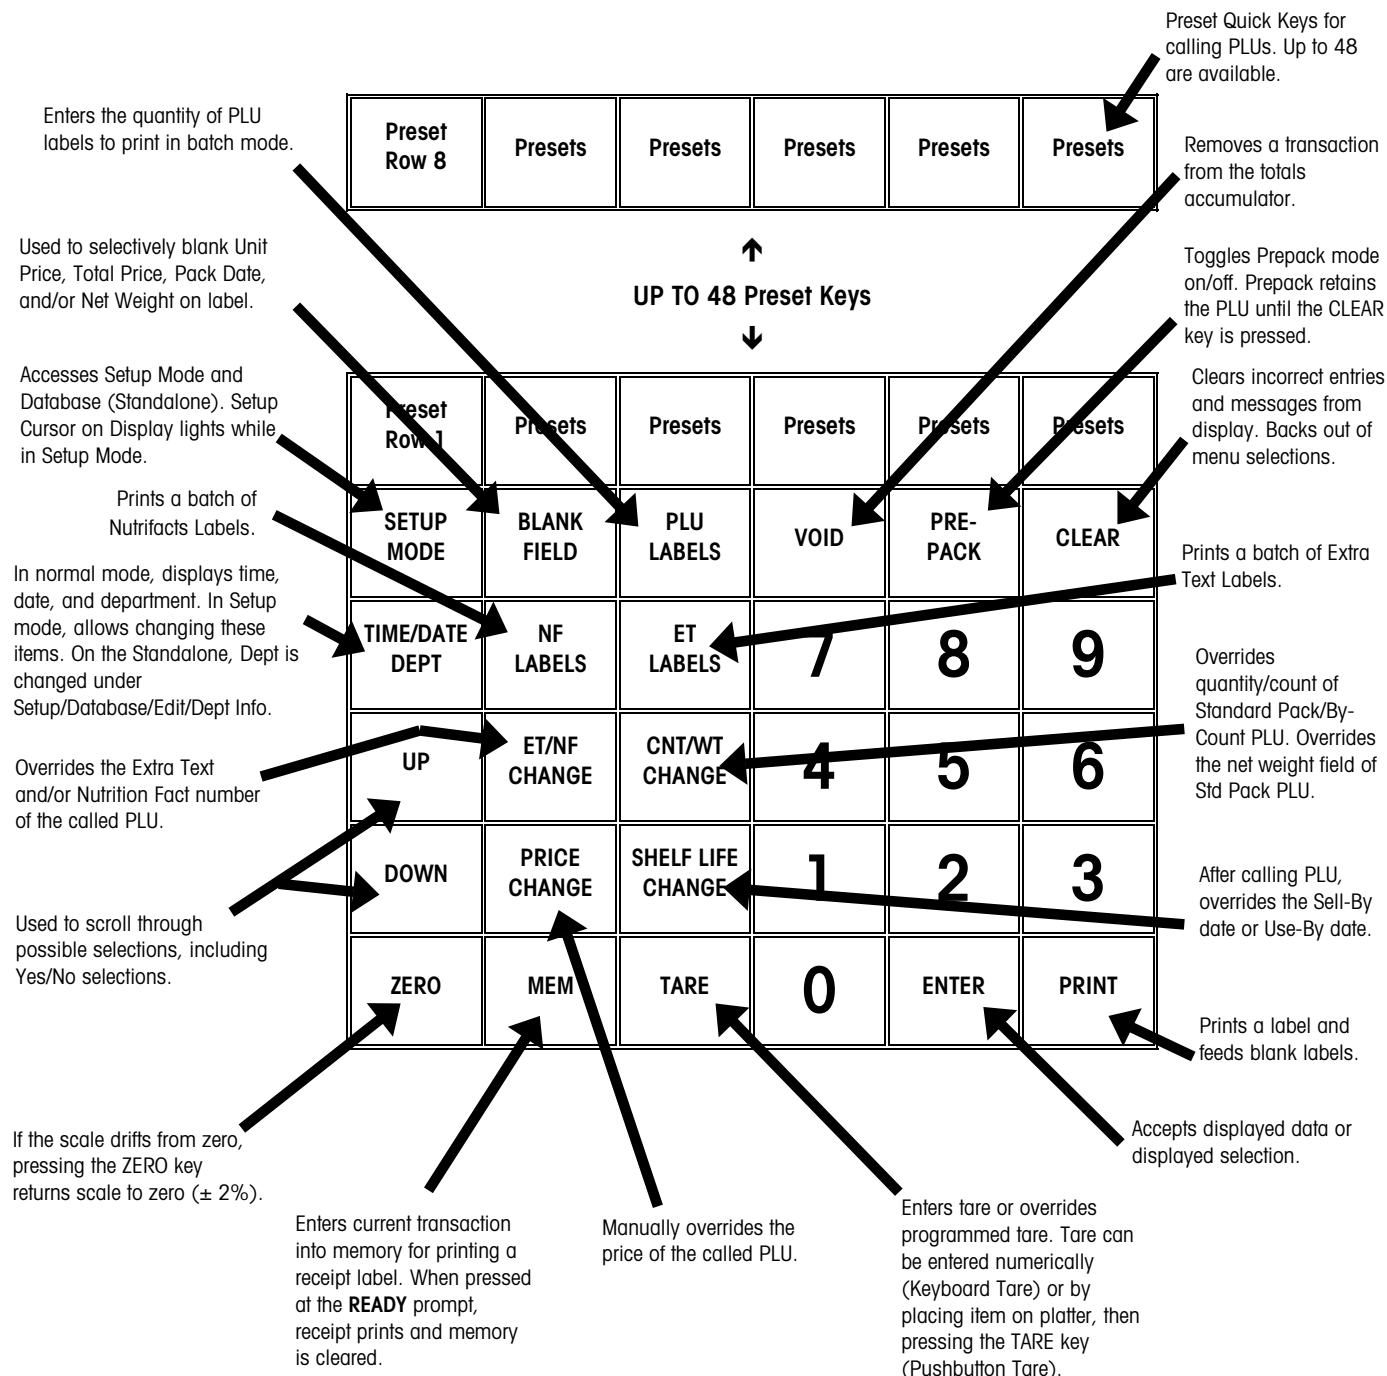 Preset Quick Keys for
calling PLUs. Up to 48
are available.
Enters the quantity of PLU
labels to print in batch mode.
Preset
Row 8
Presets
Presets
Presets
Presets
Presets
Removes a transaction
from the totals
accumulator.
Used to selectively blank Unit
Price, Total Price, Pack Date,
and/or Net Weight on label.
UP TO 48 Preset Keys
Toggles Prepack mode
on/off. Prepack retains
the PLU until the CLEAR
key is pressed.
Accesses Setup Mode and
Database (Standalone). Setup
Cursor on Display lights while
in Setup Mode.
Preset
Row 1
Presets
Presets
Presets
Presets
Presets
Clears incorrect entries
and messages from
display. Backs out of
menu selections.
Prints a batch of
Nutrifacts Labels.
SETUP
MODE
BLANK
FIELD
PLU
LABELS
VOID
PRE-
PACK
CLEAR
Prints a batch of Extra
Text Labels.
In normal mode, displays time,
date, and department. In Setup
mode, allows changing these
items. On the Standalone, Dept is
changed under
Setup/Database/Edit/Dept Info.
TIME/DATE
DEPT
NF
LABELS
ET
LABELS
7
8
9
Overrides
quantity/count of
Standard Pack/By-
Count PLU. Overrides
the net weight field of
Std Pack PLU.
Overrides the Extra Text
and/or Nutrition Fact number
of the called PLU.
UP
ET/NF
CHANGE
CNT/WT
CHANGE
4
5
6
DOWN
PRICE
CHANGE
SHELF LIFE
CHANGE
1
2
3
After calling PLU,
overrides the Sell-By
date or Use-By date.
Used to scroll through
possible selections, including
Yes/No selections.
ZERO
MEM
TARE
0
ENTER
PRINT
Prints a label and
feeds blank labels.
If the scale drifts from zero,
pressing the ZERO key
returns scale to zero (± 2%).
Accepts displayed data or
displayed selection.
Enters current transaction
into memory for printing a
receipt label. When pressed
at the READY prompt,
receipt prints and memory
is cleared.
Manually overrides the
price of the called PLU.
Enters tare or overrides
programmed tare. Tare can
be entered numerically
(Keyboard Tare) or by
placing item on platter, then
pressing the TARE key
(Pushbutton Tare).